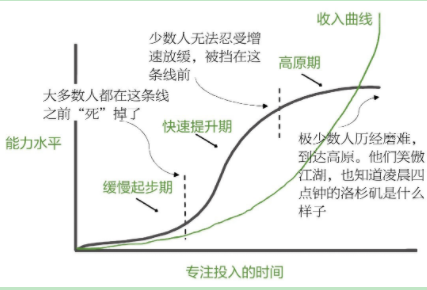 收入曲线
少数人无法忍受增
速放缓，被挡在这
条线前
高原期
大多数人都在这条线
之前“死”掉了
快速提升期
能力水平
极少数人历经磨难，
到达高原。他们笑傲
江湖，也知道凌晨四
点钟的洛杉矶是什么
样子
缓慢起步期
专注投入的时间